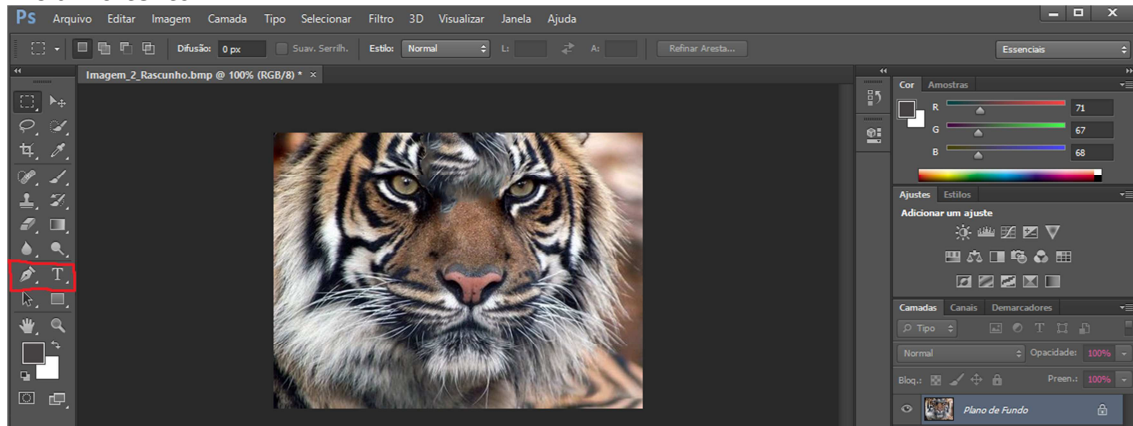 Ps Arquivo Editar Imagem Camada Tipo Selecionar Filtro 3D Visualizar Janela Ajuda
Difusão: 0 px Suav. Serrilh. Estilo: Normal L: A: Refinar Aresta... Essenciais
Imagem_2_Rascunho.bmp @ 100% (RGB/8) * ×
Cor Amostras
R 71
G 67
B 68
Ajustes Estilos
Adicionar um ajuste
T
Camadas Canais Demarcadores
Tipo T
Normal Opacidade: 100%
Bloq.: Preen.: 100%
Plano de Fundo